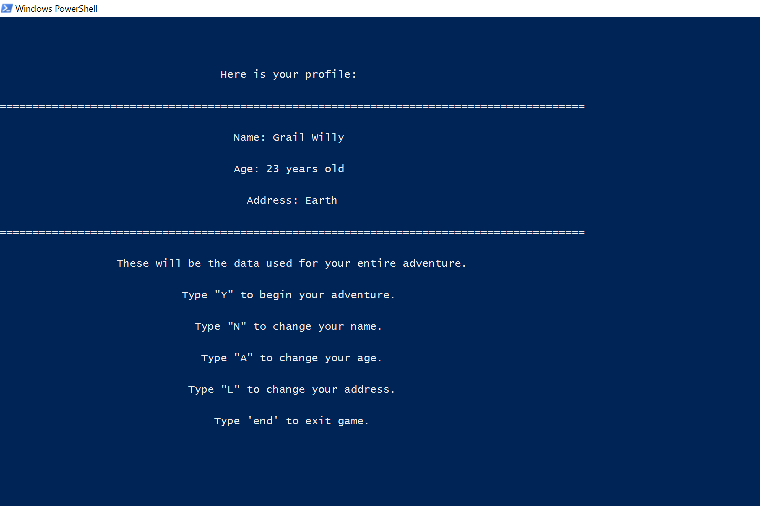 Windows PowerShell
Here is your profile:
==========================================================================================
Name: Grail Willy
Age: 23 years old
Address: Earth
==========================================================================================
These will be the data used for your entire adventure.
Type "Y" to begin your adventure.
Type "N" to change your name.
Type "A" to change your age.
Type "L" to change your address.
Type 'end' to exit game.